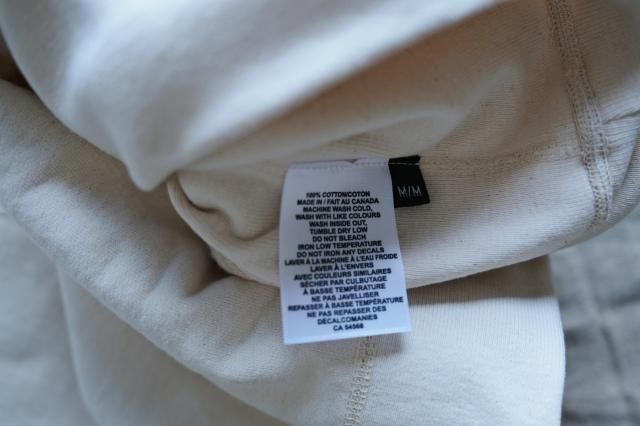 100% COTTON/COTON
MADE IN / FAIT AU CANADA
MACHINE WASH COLD,
WASH WITH LIKE COLOURS
WASH INSIDE OUT,
TUMBLE DRY LOW
DO NOT BLEACH
IRON LOW TEMPERATURE
DO NOT IRON ANY DECALS
LAVER À LA MACHINE À L'EAU FROIDE
LAVER À L'ENVERS
AVEC COULEURS SIMILAIRES
SÉCHER PAR CULBUTAGE
À BASSE TEMPÉRATURE
NE PAS JAVELLISER
REPASSER À BASSE TEMPÉRATURE
NE PAS REPASSER DES
DÉCALCOMANIES
CA 54568
M/M